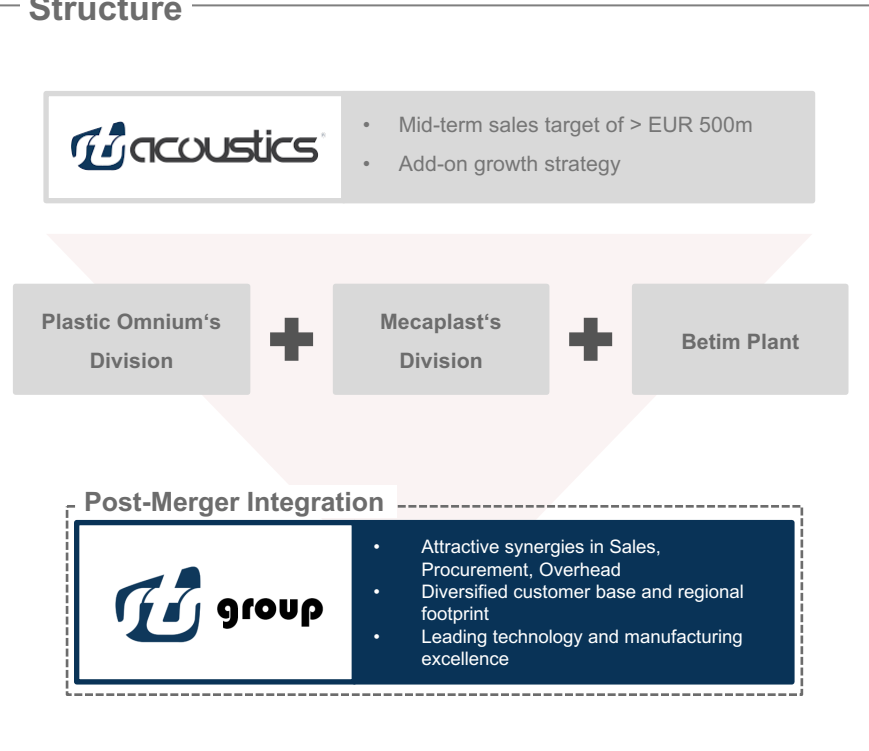 Structure
sti acoustics®
• Mid-term sales target of > EUR 500m
• Add-on growth strategy
Plastic Omnium‘s
Division
Mecaplast‘s
Division
Betim Plant
Post-Merger Integration
sti group
• Attractive synergies in Sales,
Procurement, Overhead
• Diversified customer base and regional
footprint
• Leading technology and manufacturing
excellence